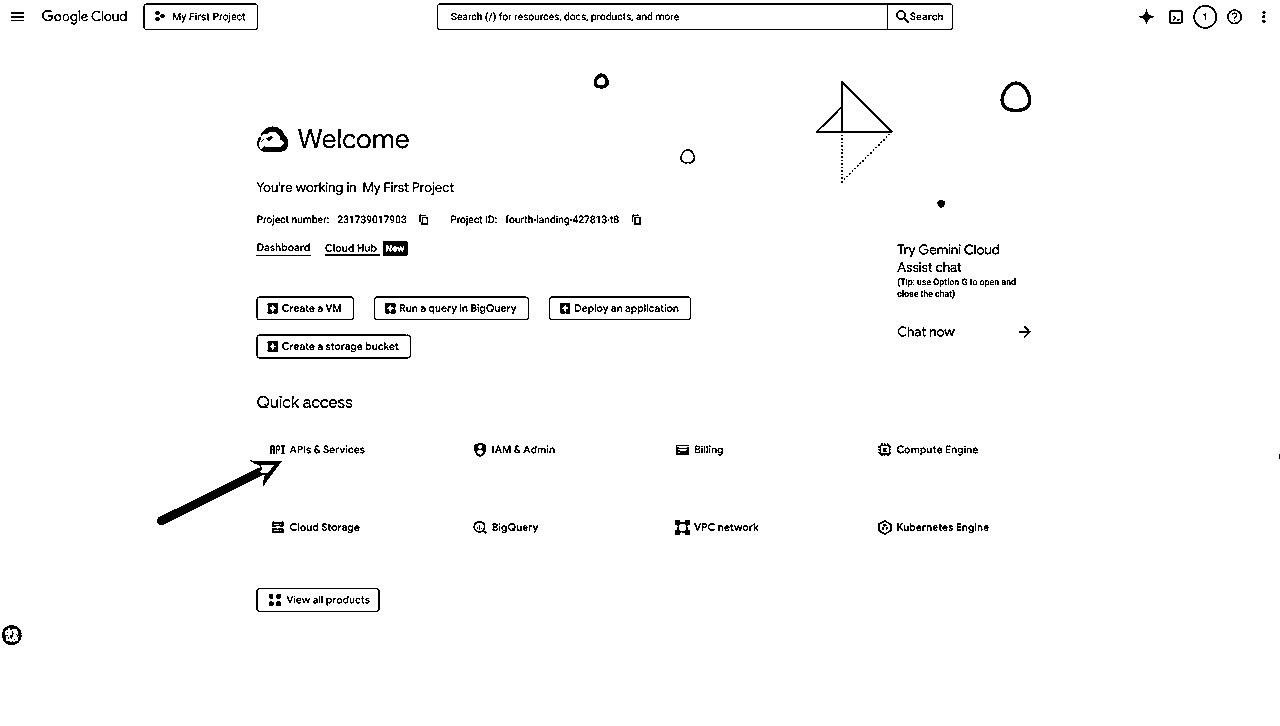 Google Cloud My First Project Search (/) for resources, docs, products, and more Search 1
Welcome
You're working in My First Project
Project number: 231739017903 Project ID: fourth-landing-427813-t8
Dashboard Cloud Hub New
Try Gemini Cloud
Assist chat
(Tip: use Option G to open and
close the chat)
Chat now
Create a VM Run a query in BigQuery Deploy an application
Create a storage bucket
Quick access
API APIs & Services IAM & Admin Billing Compute Engine
Cloud Storage BigQuery VPC network Kubernetes Engine
View all products